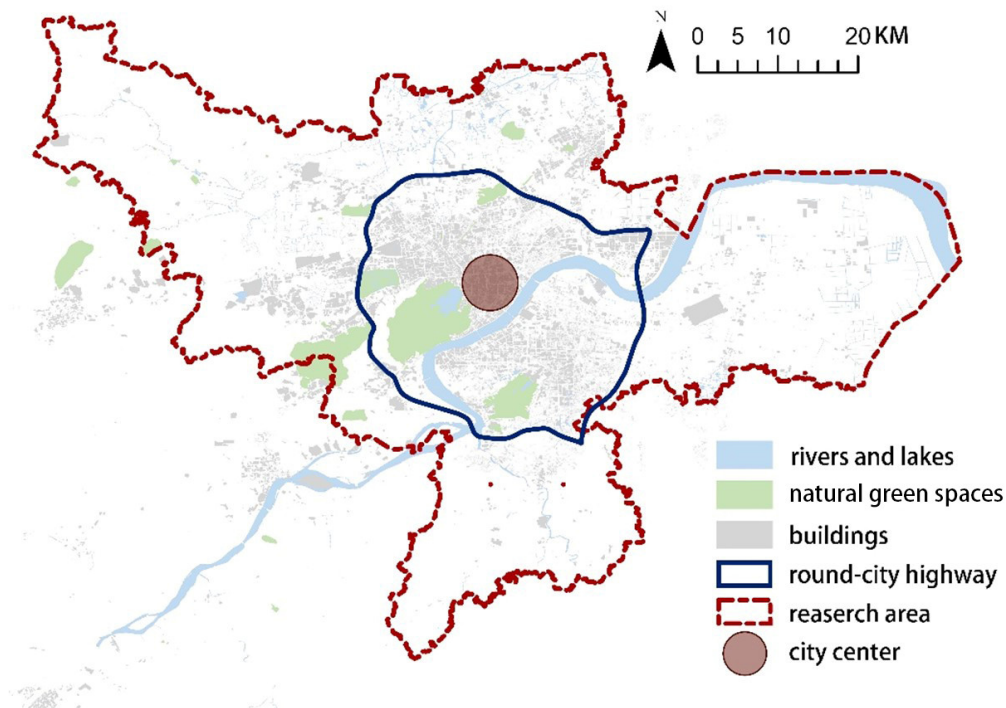 N
0 5 10 20 KM
rivers and lakes
natural green spaces
buildings
round-city highway
reaserch area
city center